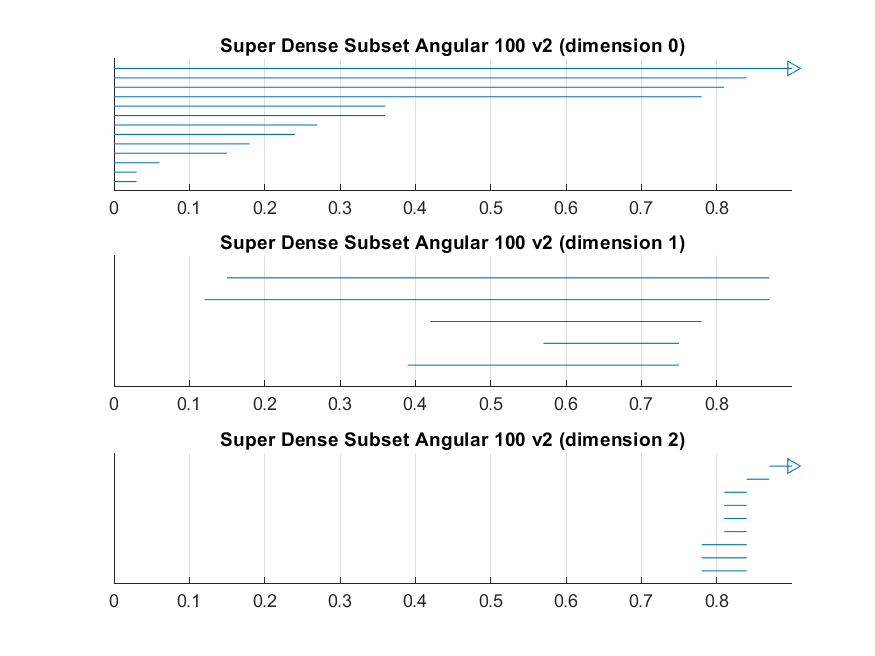 Super Dense Subset Angular 100 v2 (dimension 0)
0 0.1 0.2 0.3 0.4 0.5 0.6 0.7 0.8
Super Dense Subset Angular 100 v2 (dimension 1)
0 0.1 0.2 0.3 0.4 0.5 0.6 0.7 0.8
Super Dense Subset Angular 100 v2 (dimension 2)
0 0.1 0.2 0.3 0.4 0.5 0.6 0.7 0.8